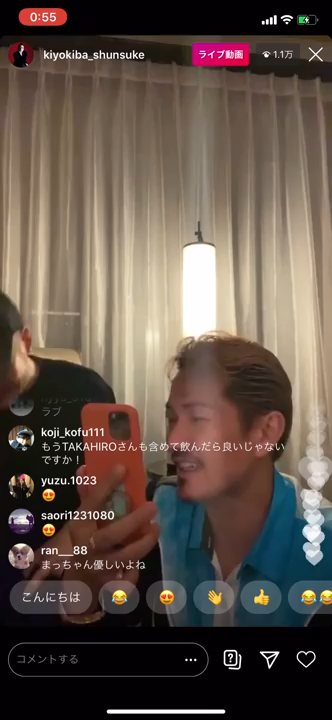 0:55
kiyokiba_shunsuke
ライブ動画
1.1万
ラブ
koji_kofu111
もうTAKAHIROさんも含めて飲んだら良いじゃない
ですか！
yuzu.1023
😍
saori1231080
😍
ran___88
まっちゃん優しいよね
こんにちは 😂 😍 👋 👍 😂😂
コメントする